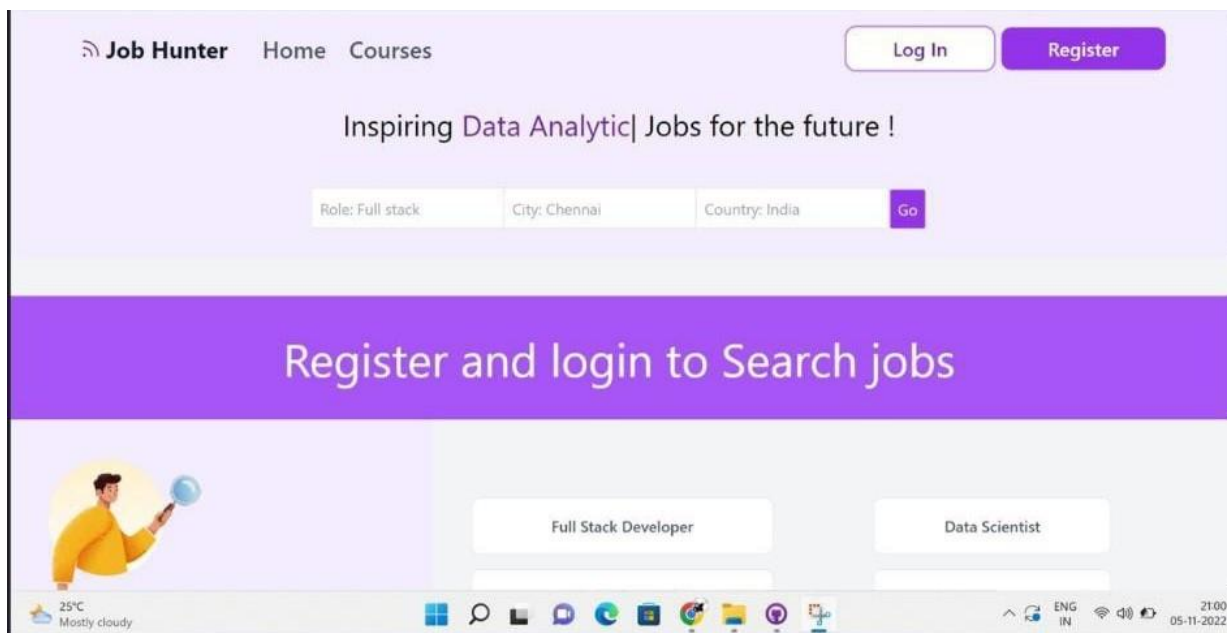 Job Hunter Home Courses Log In Register
Inspiring Data Analytic| Jobs for the future !
Role: Full stack City: Chennai Country: India Go
Register and login to Search jobs
Full Stack Developer Data Scientist
25°C
Mostly cloudy
ENG
IN
21:00
05-11-2022